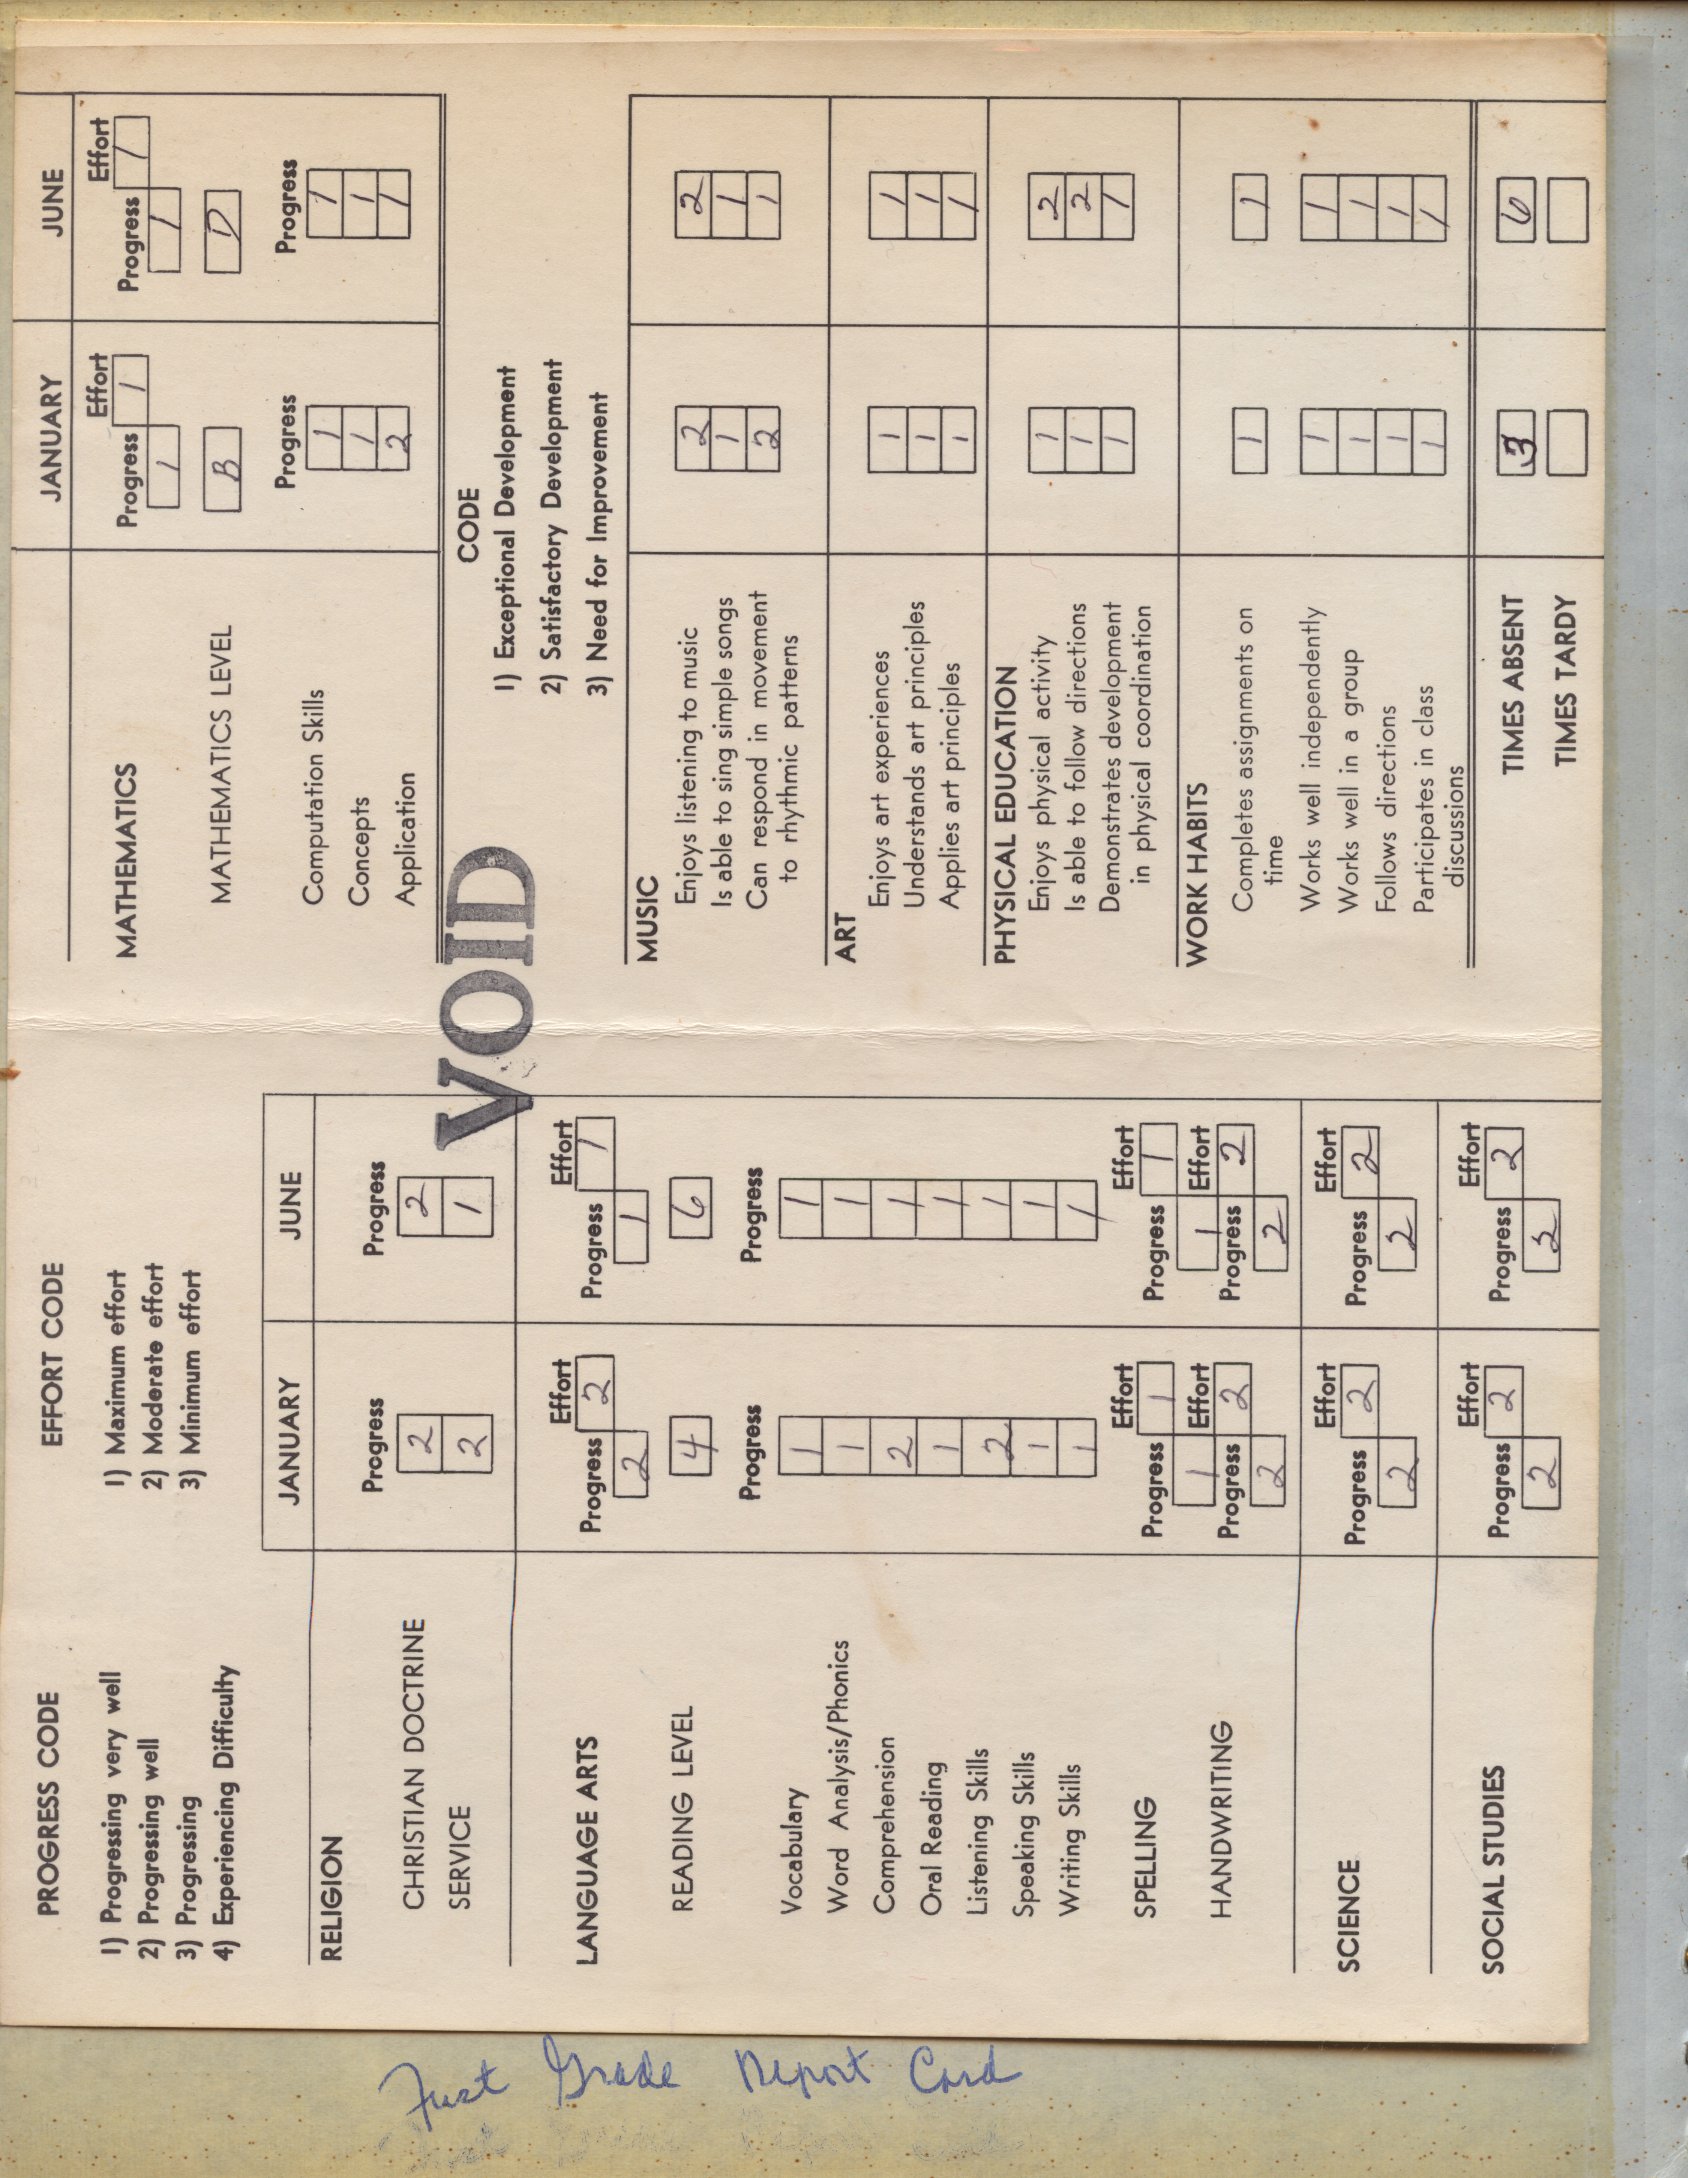 PROGRESS CODE EFFORT CODE
1) Progressing very well 1) Maximum effort
2) Progressing well 2) Moderate effort
3) Progressing 3) Minimum effort
4) Experiencing Difficulty
JANUARY JUNE
RELIGION
Progress Progress
CHRISTIAN DOCTRINE 2 2
SERVICE 2 1
LANGUAGE ARTS
Effort Effort
2 1
Progress Progress
2 1
READING LEVEL 4 6
Progress Progress
Vocabulary 1 1
Word Analysis/Phonics 1 1
Comprehension 2 1
Oral Reading 1 1
Listening Skills 2 1
Speaking Skills 1 1
Writing Skills 1 1
SPELLING
Effort Effort
1 1
Progress Progress
1 1
HANDWRITING
Effort Effort
2 2
Progress Progress
2 2
SCIENCE
Effort Effort
2 2
Progress Progress
2 2
SOCIAL STUDIES
Effort Effort
2 2
Progress Progress
2 2
VOID
JANUARY JUNE
MATHEMATICS
Effort Effort
1 1
Progress Progress
1 1
MATHEMATICS LEVEL B D
Progress Progress
Computation Skills 1 1
Concepts 1 1
Application 2 1
CODE
1) Exceptional Development
2) Satisfactory Development
3) Need for Improvement
MUSIC
Enjoys listening to music 2 2
Is able to sing simple songs 1 1
Can respond in movement 2 1
to rhythmic patterns
ART
Enjoys art experiences 1 1
Understands art principles 1 1
Applies art principles 1 1
PHYSICAL EDUCATION
Enjoys physical activity 1 2
Is able to follow directions 1 2
Demonstrates development 1 1
in physical coordination
WORK HABITS
Completes assignments on 1 1
time
Works well independently 1 1
Works well in a group 1 1
Follows directions 1 1
Participates in class 1 1
discussions
TIMES ABSENT 3 6
TIMES TARDY
First Grade Report Card